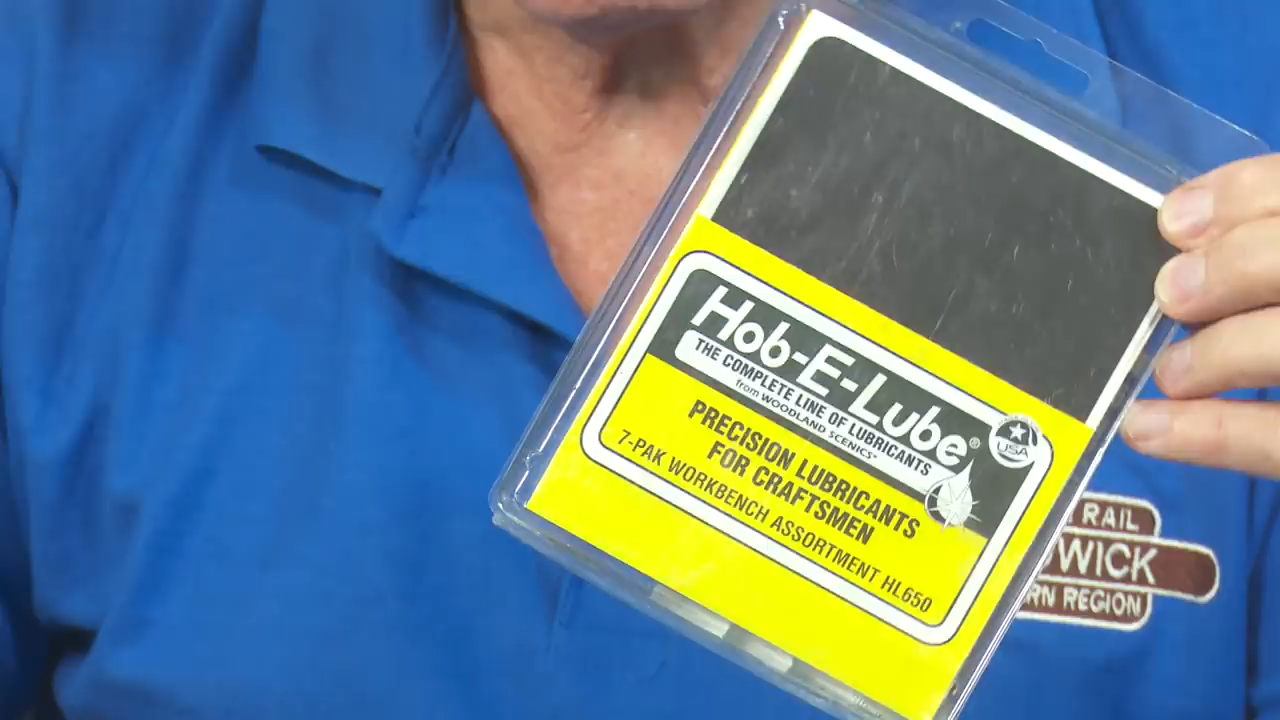 Hob-E-Lube®
THE COMPLETE LINE OF LUBRICANTS
from WOODLAND SCENICS
USA
PRECISION LUBRICANTS
FOR CRAFTSMEN
7-PAK WORKBENCH ASSORTMENT HL650
RAIL
WICK
RN REGION